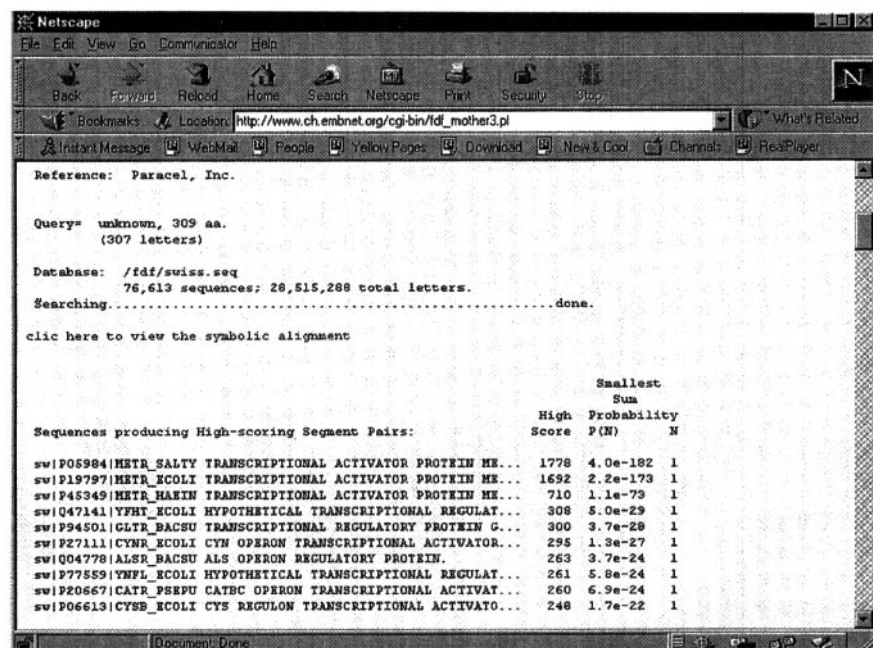 Netscape
File Edit View Go Communicator Help
Back Forward Reload Home Search Netscape Print Security Stop
N
Bookmarks Location: http://www.ch.embnet.org/cgi-bin/fdf_mother3.pl What's Related
Instant Message WebMail People Yellow Pages Download New & Cool Channels RealPlayer
Reference: Paracel, Inc.
Query= unknown, 309 aa.
(307 letters)
Database: /fdf/swiss.seq
76,613 sequences; 28,515,288 total letters.
Searching...................................................done.
clic here to view the symbolic alignment
Smallest
Sum
High Probability
Sequences producing High-scoring Segment Pairs: Score P(N) N
sw|P05984|METR_SALTY TRANSCRIPTIONAL ACTIVATOR PROTEIN ME... 1778 4.0e-182 1
sw|P19797|METR_ECOLI TRANSCRIPTIONAL ACTIVATOR PROTEIN ME... 1692 2.2e-173 1
sw|P45349|METR_HAEIN TRANSCRIPTIONAL ACTIVATOR PROTEIN ME... 710 1.1e-73 1
sw|Q47141|YFHT_ECOLI HYPOTHETICAL TRANSCRIPTIONAL REGULAT... 308 5.0e-29 1
sw|P94501|GLTR_BACSU TRANSCRIPTIONAL REGULATORY PROTEIN G... 300 3.7e-28 1
sw|P27111|CYNR_ECOLI CYN OPERON TRANSCRIPTIONAL ACTIVATOR... 295 1.3e-27 1
sw|Q04778|ALSR_BACSU ALS OPERON REGULATORY PROTEIN. 263 3.7e-24 1
sw|P77559|YNFL_ECOLI HYPOTHETICAL TRANSCRIPTIONAL REGULAT... 261 5.8e-24 1
sw|P20667|CATR_PSEPU CATBC OPERON TRANSCRIPTIONAL ACTIVAT... 260 6.9e-24 1
sw|P06613|CYSB_ECOLI CYS REGULON TRANSCRIPTIONAL ACTIVATO... 248 1.7e-22 1
Document: Done